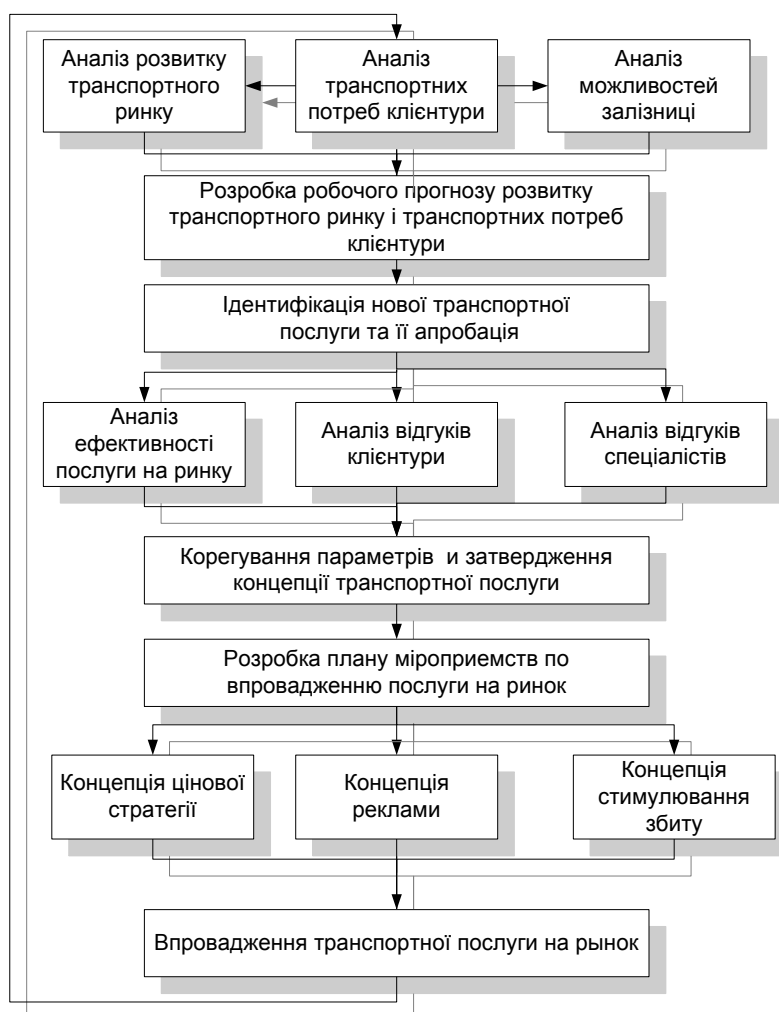 Аналіз розвитку
транспортного
ринку
Аналіз
транспортних
потреб клієнтури
Аналіз
можливостей
залізниці
Розробка робочого прогнозу розвитку
транспортного ринку і транспортних потреб
клієнтури
Ідентифікація нової транспортної
послуги та її апробація
Аналіз
ефективності
послуги на ринку
Аналіз відгуків
клієнтури
Аналіз відгуків
спеціалістів
Корегування параметрів  и затвердження
концепції транспортної послуги
Розробка плану міроприемств по
впровадженню послуги на ринок
Концепція цінової
стратегії
Концепція
реклами
Концепція
стимулювання
збиту
Впровадження транспортної послуги на рынок